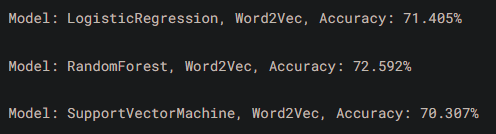 Model: LogisticRegression, Word2Vec, Accuracy: 71.405%
Model: RandomForest, Word2Vec, Accuracy: 72.592%
Model: SupportVectorMachine, Word2Vec, Accuracy: 70.307%